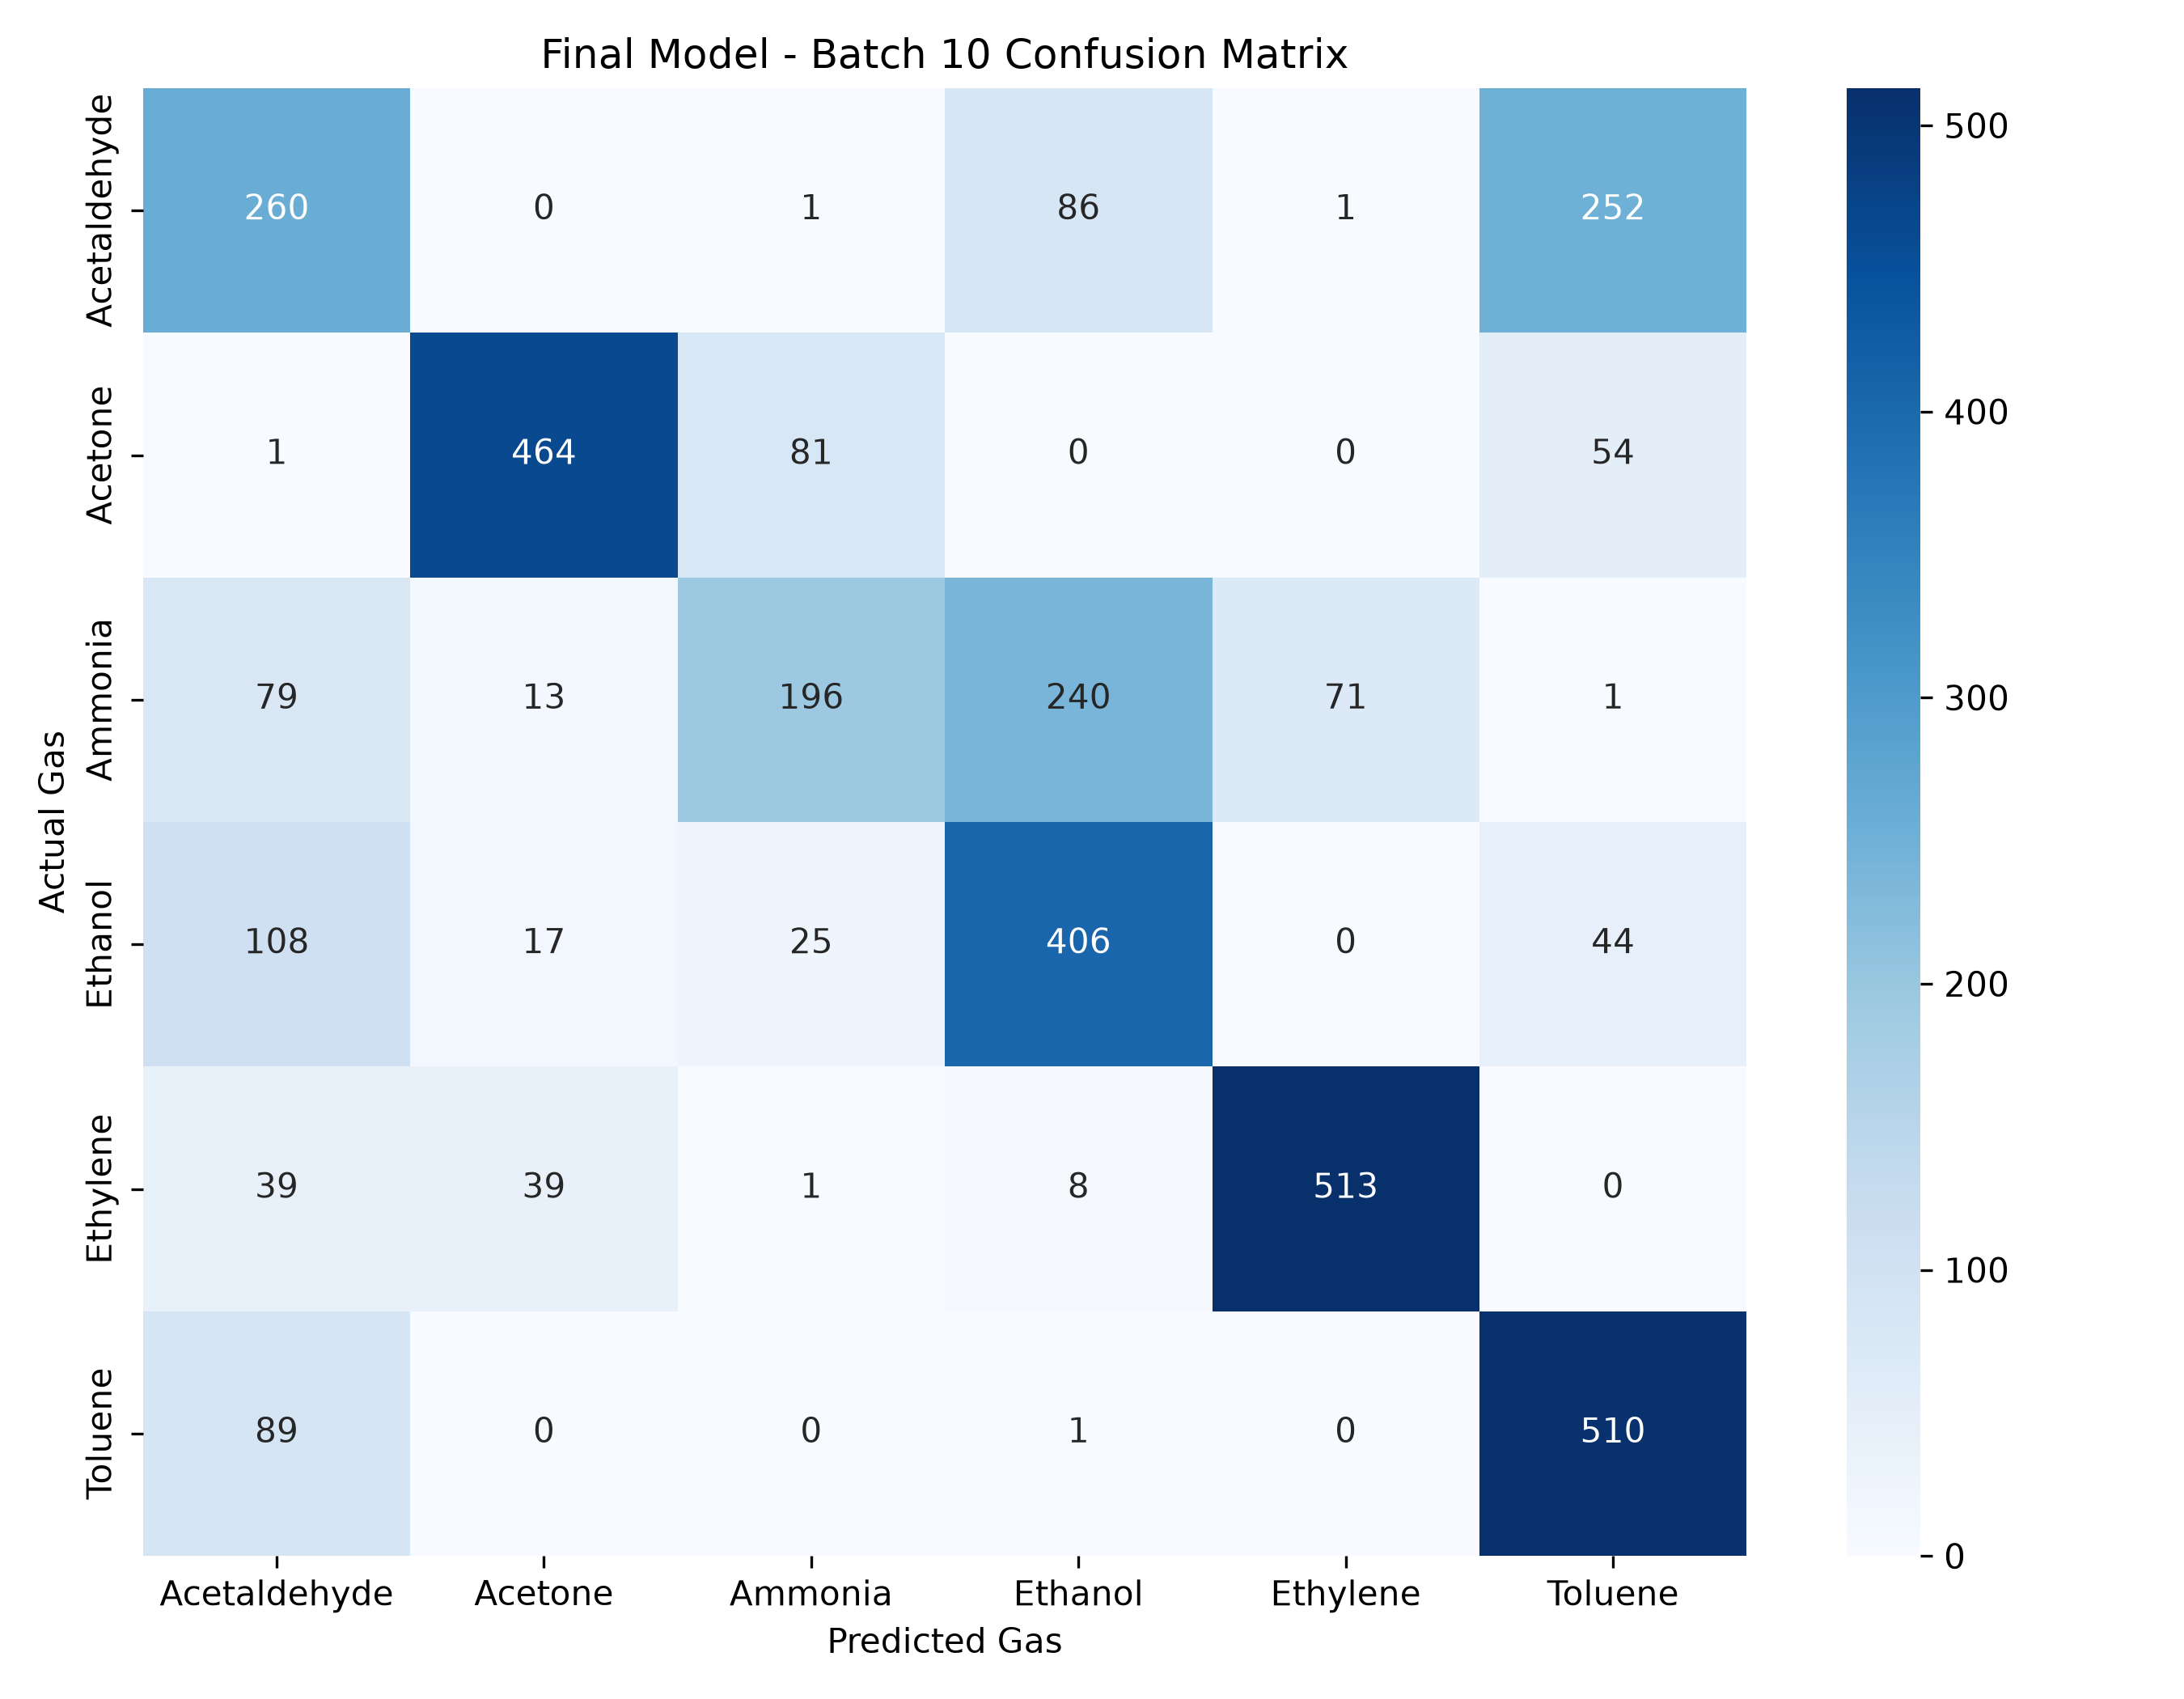 Final Model - Batch 10 Confusion Matrix
Actual Gas
Acetaldehyde 260 0 1 86 1 252
Acetone 1 464 81 0 0 54
Ammonia 79 13 196 240 71 1
Ethanol 108 17 25 406 0 44
Ethylene 39 39 1 8 513 0
Toluene 89 0 0 1 0 510
Acetaldehyde Acetone Ammonia Ethanol Ethylene Toluene
Predicted Gas
500
400
300
200
100
0